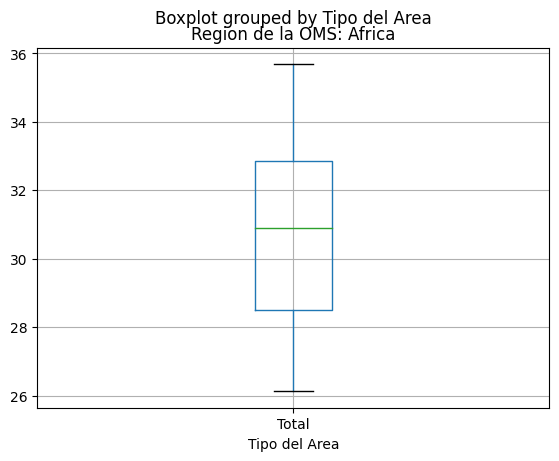 Boxplot grouped by Tipo del Area
Region de la OMS: Africa
36
34
32
30
28
26
Total
Tipo del Area